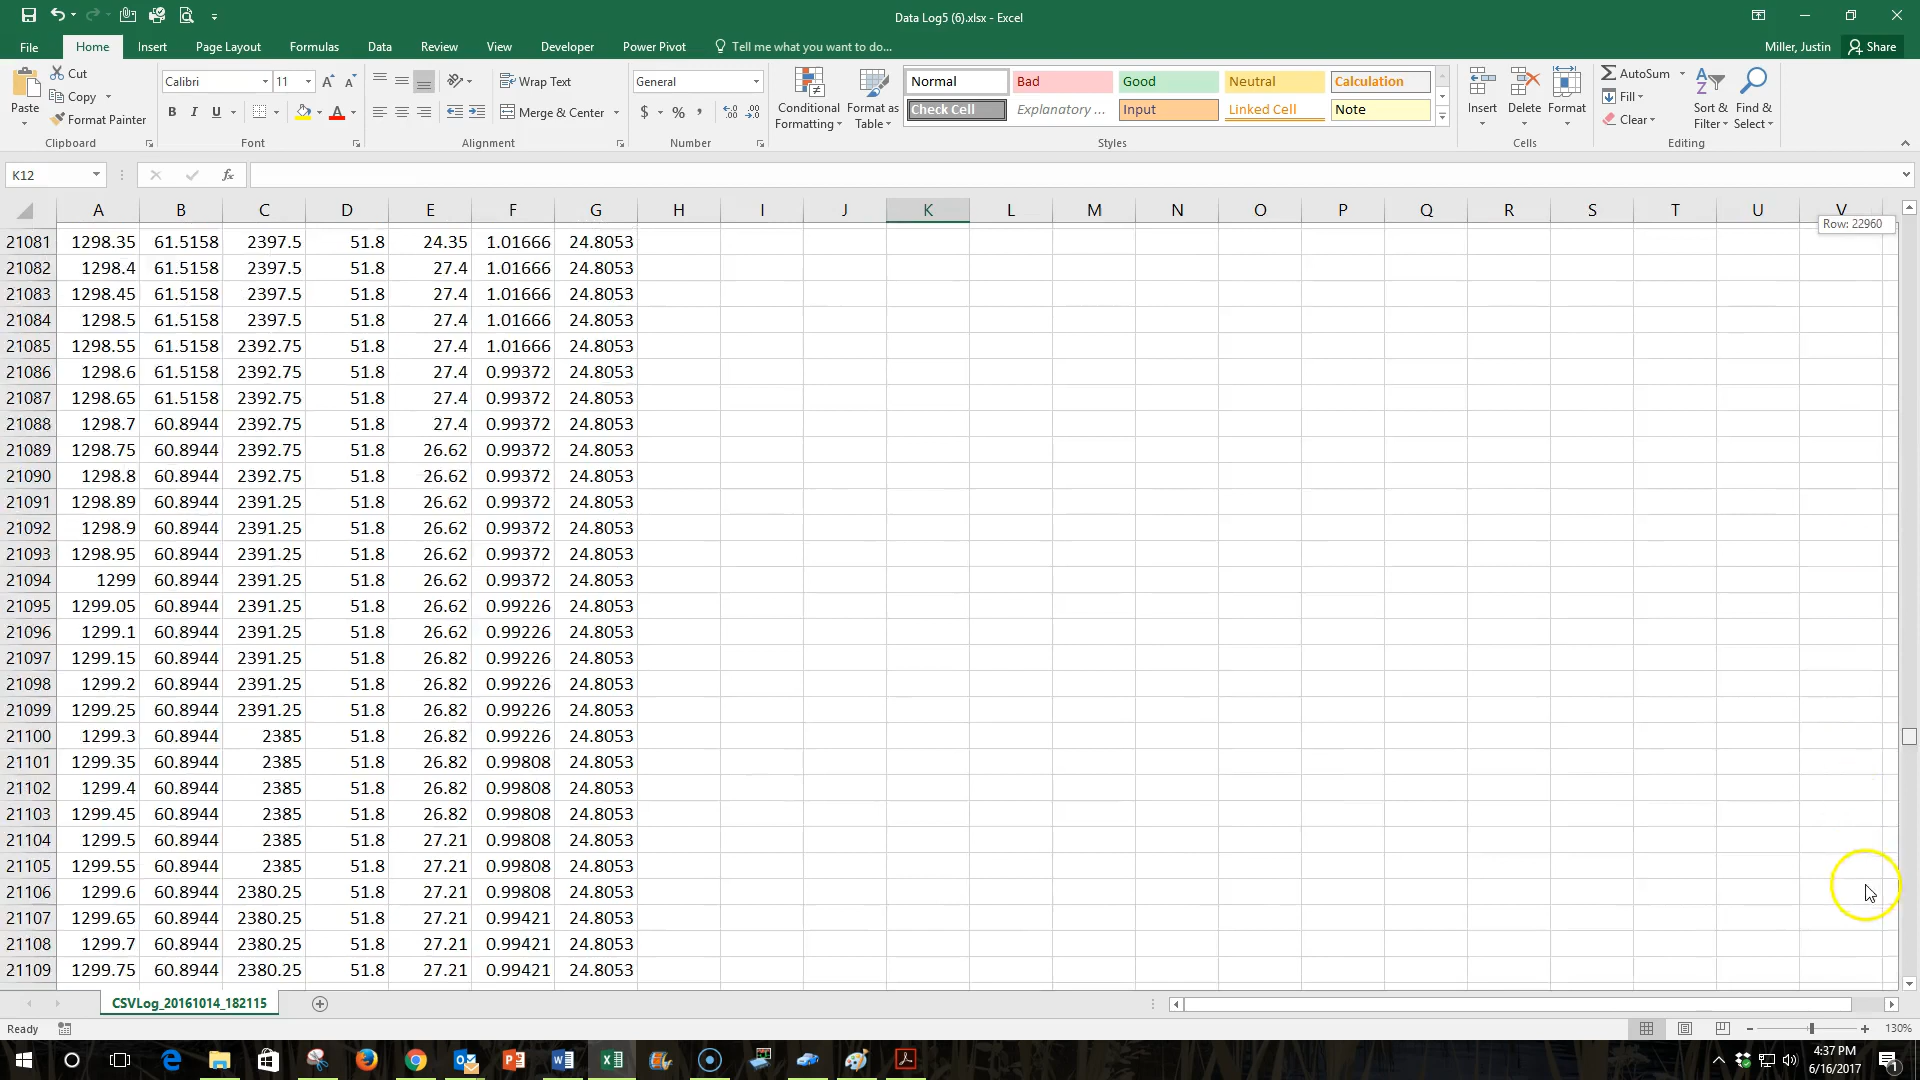 Data Log5 (6).xlsx - Excel
File Home Insert Page Layout Formulas Data Review View Developer Power Pivot Tell me what you want to do... Miller, Justin Share
Paste
Cut
Copy
Format Painter
Clipboard
Calibri 11
B I U
Font
Wrap Text
Merge & Center
Alignment
General
$ % ,
Number
Conditional Formatting
Format as Table
Normal Bad Good Neutral Calculation
Check Cell Explanatory ... Input Linked Cell Note
Styles
Insert Delete Format
Cells
AutoSum
Fill
Clear
Sort & Filter
Find & Select
Editing
K12 fx
A B C D E F G H I J K L M N O P Q R S T U V
Row: 22960
21081 1298.35 61.5158 2397.5 51.8 24.35 1.01666 24.8053
21082 1298.4 61.5158 2397.5 51.8 27.4 1.01666 24.8053
21083 1298.45 61.5158 2397.5 51.8 27.4 1.01666 24.8053
21084 1298.5 61.5158 2397.5 51.8 27.4 1.01666 24.8053
21085 1298.55 61.5158 2392.75 51.8 27.4 1.01666 24.8053
21086 1298.6 61.5158 2392.75 51.8 27.4 0.99372 24.8053
21087 1298.65 61.5158 2392.75 51.8 27.4 0.99372 24.8053
21088 1298.7 60.8944 2392.75 51.8 27.4 0.99372 24.8053
21089 1298.75 60.8944 2392.75 51.8 26.62 0.99372 24.8053
21090 1298.8 60.8944 2392.75 51.8 26.62 0.99372 24.8053
21091 1298.89 60.8944 2391.25 51.8 26.62 0.99372 24.8053
21092 1298.9 60.8944 2391.25 51.8 26.62 0.99372 24.8053
21093 1298.95 60.8944 2391.25 51.8 26.62 0.99372 24.8053
21094 1299 60.8944 2391.25 51.8 26.62 0.99372 24.8053
21095 1299.05 60.8944 2391.25 51.8 26.62 0.99226 24.8053
21096 1299.1 60.8944 2391.25 51.8 26.62 0.99226 24.8053
21097 1299.15 60.8944 2391.25 51.8 26.82 0.99226 24.8053
21098 1299.2 60.8944 2391.25 51.8 26.82 0.99226 24.8053
21099 1299.25 60.8944 2391.25 51.8 26.82 0.99226 24.8053
21100 1299.3 60.8944 2385 51.8 26.82 0.99226 24.8053
21101 1299.35 60.8944 2385 51.8 26.82 0.99808 24.8053
21102 1299.4 60.8944 2385 51.8 26.82 0.99808 24.8053
21103 1299.45 60.8944 2385 51.8 26.82 0.99808 24.8053
21104 1299.5 60.8944 2385 51.8 27.21 0.99808 24.8053
21105 1299.55 60.8944 2385 51.8 27.21 0.99808 24.8053
21106 1299.6 60.8944 2380.25 51.8 27.21 0.99808 24.8053
21107 1299.65 60.8944 2380.25 51.8 27.21 0.99421 24.8053
21108 1299.7 60.8944 2380.25 51.8 27.21 0.99421 24.8053
21109 1299.75 60.8944 2380.25 51.8 27.21 0.99421 24.8053
CSVLog_20161014_182115
Ready 130%
4:37 PM
6/16/2017